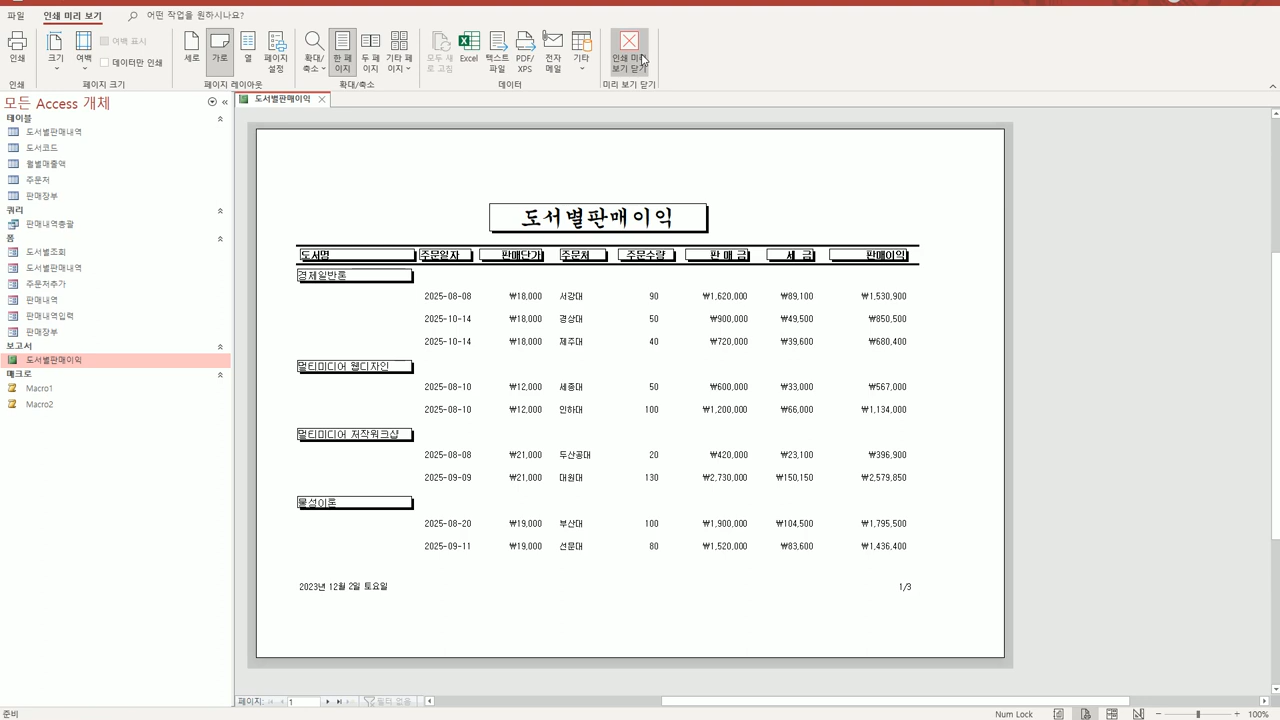 파일 인쇄 미리 보기 어떤 작업을 원하시나요?
인쇄 크기 여백 여백 표시 데이터만 인쇄 세로 가로 열 페이지 설정 확대/축소 한 페이지 두 페이지 기타 페이지 모두 새로 고침 Excel 텍스트 파일 PDF/XPS 전자 메일 기타 인쇄 미리 보기 닫기
인쇄 페이지 크기 페이지 레이아웃 확대/축소 데이터 미리 보기 닫기
모든 Access 개체
테이블
도서별판매내역
도서코드
월별매출액
주문처
판매장부
쿼리
판매내역총괄
폼
도서별조회
도서별판매내역
주문처추가
판매내역
판매내역입력
판매장부
보고서
도서별판매이익
매크로
Macro1
Macro2
도서별판매이익
도서별판매이익
도서명 주문일자 판매단가 주문처 주문수량 판 매 금 세 금 판매이익
경제일반론
2025-08-08 ₩18,000 서강대 90 ₩1,620,000 ₩89,100 ₩1,530,900
2025-10-14 ₩18,000 경상대 50 ₩900,000 ₩49,500 ₩850,500
2025-10-14 ₩18,000 제주대 40 ₩720,000 ₩39,600 ₩680,400
멀티미디어 웹디자인
2025-08-10 ₩12,000 세종대 50 ₩600,000 ₩33,000 ₩567,000
2025-08-10 ₩12,000 인하대 100 ₩1,200,000 ₩66,000 ₩1,134,000
멀티미디어 저작워크샵
2025-08-08 ₩21,000 두산공대 20 ₩420,000 ₩23,100 ₩396,900
2025-09-09 ₩21,000 대원대 130 ₩2,730,000 ₩150,150 ₩2,579,850
물성이론
2025-08-20 ₩19,000 부산대 100 ₩1,900,000 ₩104,500 ₩1,795,500
2025-09-11 ₩19,000 선문대 80 ₩1,520,000 ₩83,600 ₩1,436,400
2023년 12월 2일 토요일 1/3
페이지: 1 필터 없음
준비 Num Lock 100%